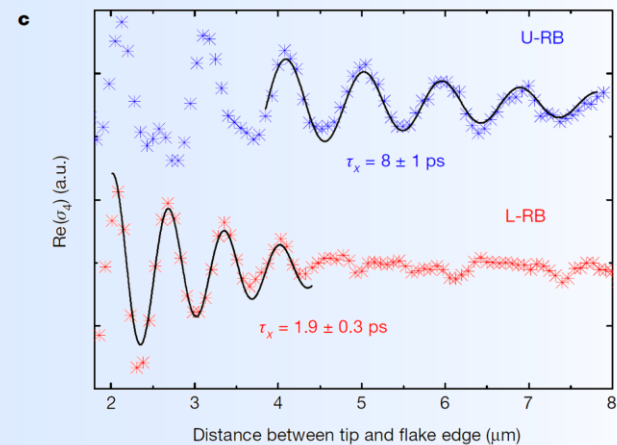 c
U-RB
τx = 8 ± 1 ps
L-RB
τx = 1.9 ± 0.3 ps
Re(σ4) (a.u.)
2 3 4 5 6 7 8
Distance between tip and flake edge (μm)